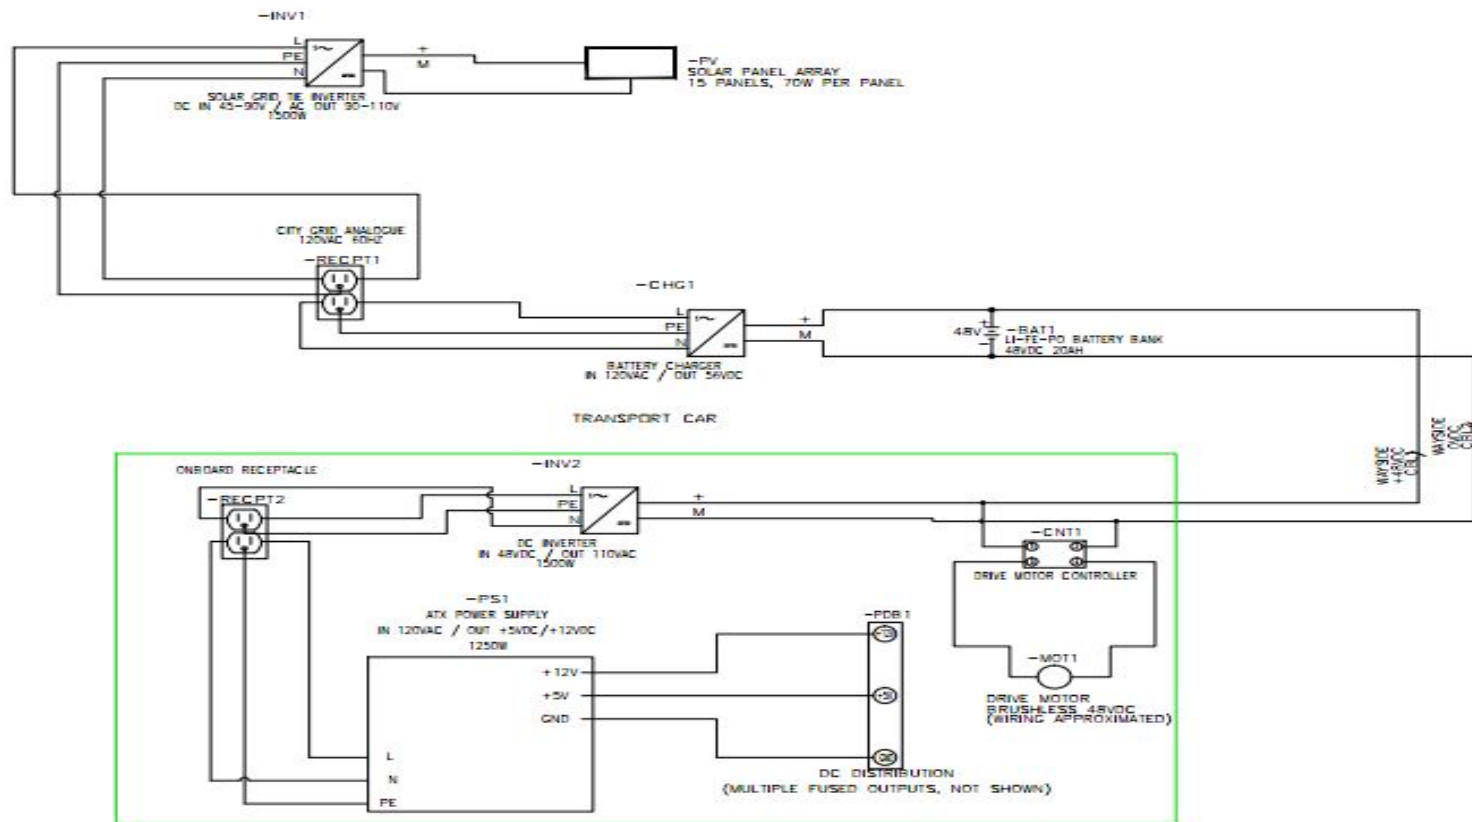 -INV1
L
PE
N
+
M
-PV
SOLAR PANEL ARRAY
15 PANELS, 70W PER PANEL
SOLAR GRID TIE INVERTER
DC IN 45-90V / AC OUT 90-110V
1500W
CITY GRID ANALOGUE
120VAC 60HZ
-RECPT1
-CHG1
L
PE
N
+
M
48V
+
-
-BAT1
LI-FE-PO BATTERY BANK
48VDC 20AH
BATTERY CHARGER
IN 120VAC / OUT 56VDC
TRANSPORT CAR
WAYSIDE
+48VDC
CBL1
WAYSIDE
0VDC
CBL2
ONBOARD RECEPTACLE
-INV2
-RECPT2
L
PE
N
+
M
DC INVERTER
IN 48VDC / OUT 110VAC
1500W
-CNT1
DRIVE MOTOR CONTROLLER
-PS1
ATX POWER SUPPLY
IN 120VAC / OUT +5VDC/+12VDC
1250W
-PDB1
+12V
+5V
GND
L
N
PE
-MOT1
DRIVE MOTOR
BRUSHLESS 48VDC
(WIRING APPROXIMATED)
DC DISTRIBUTION
(MULTIPLE FUSED OUTPUTS, NOT SHOWN)